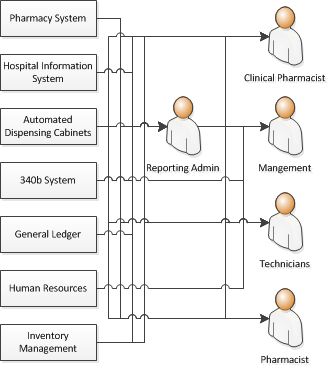 Pharmacy System
Clinical Pharmacist
Hospital Information
System
Automated
Dispensing Cabinets
Reporting Admin
Mangement
340b System
General Ledger
Technicians
Human Resources
Inventory
Management
Pharmacist